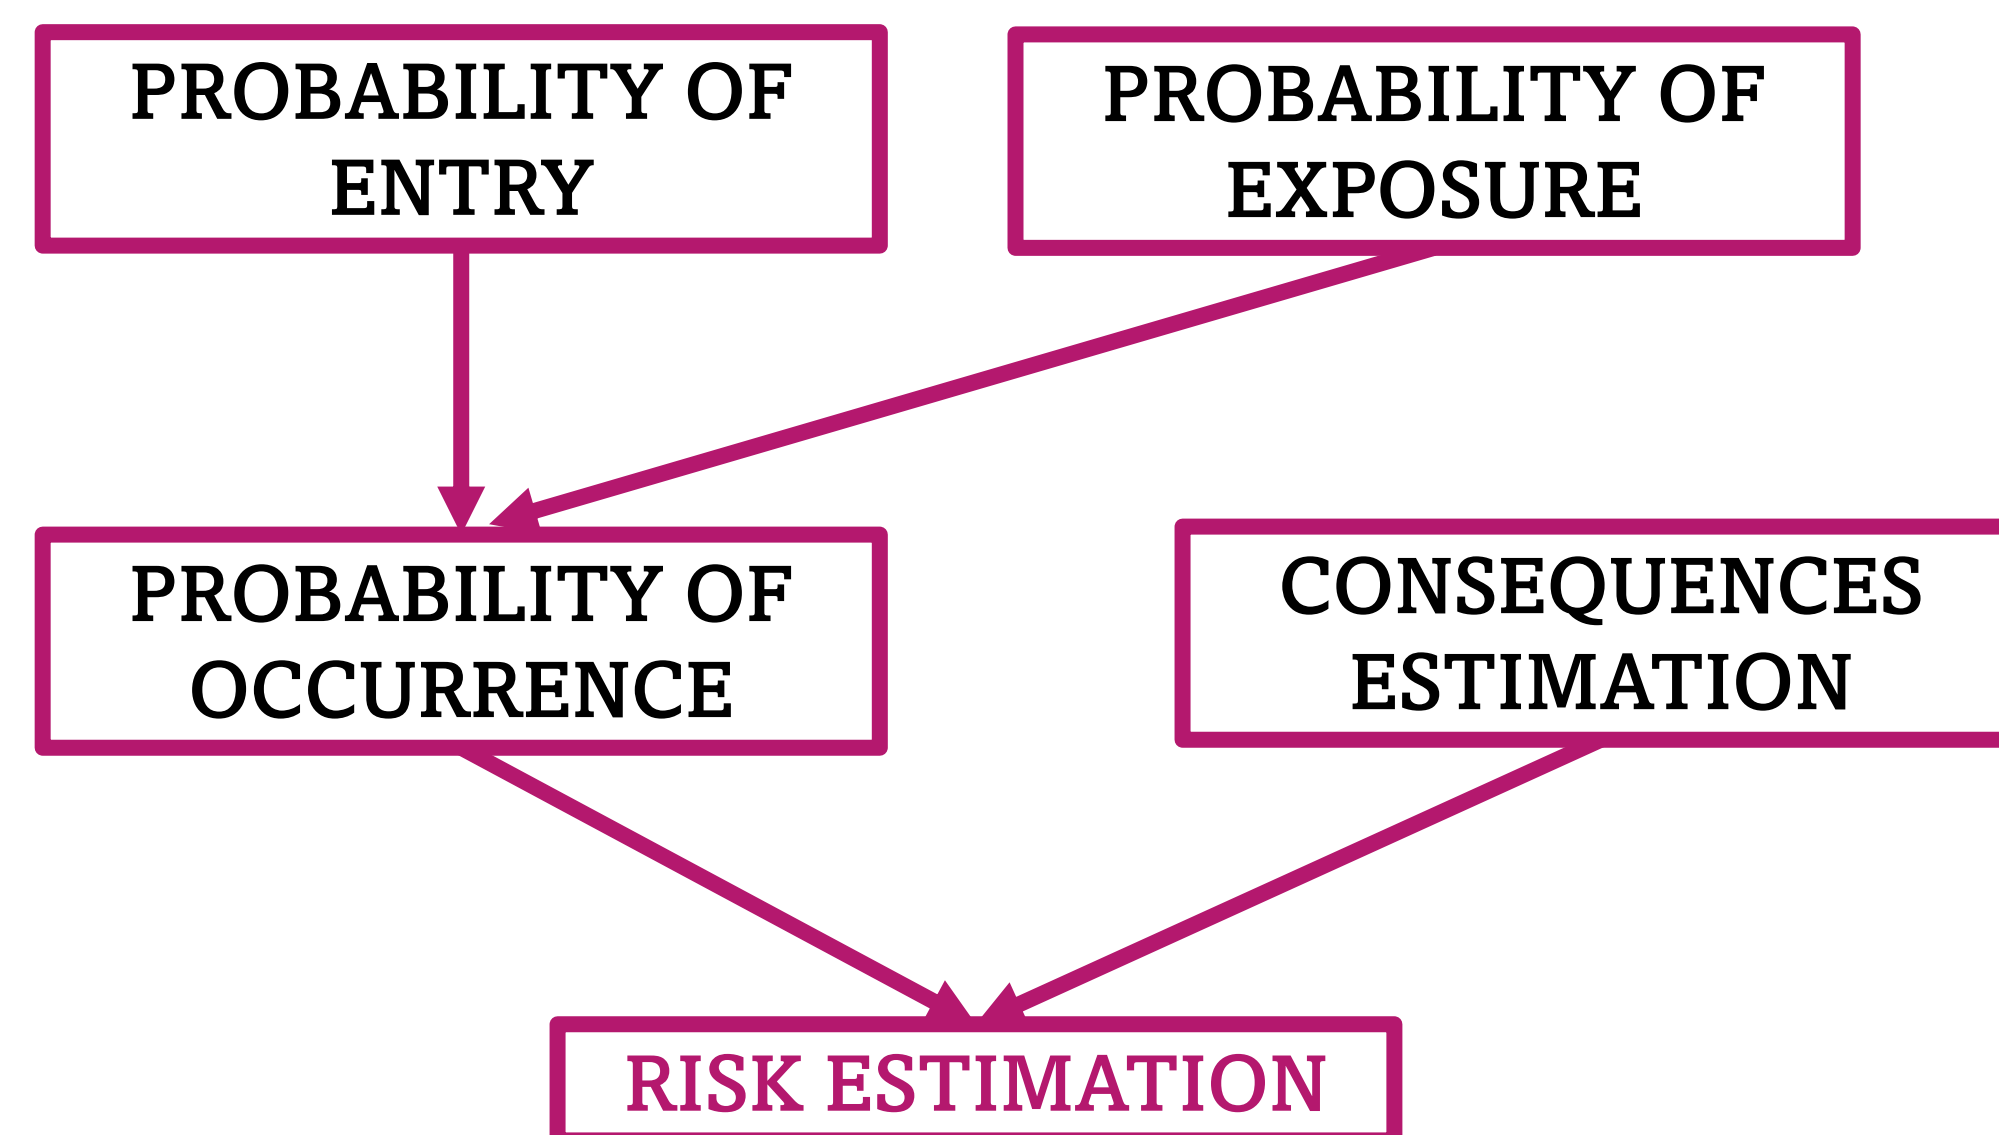 PROBABILITY OF
ENTRY
PROBABILITY OF
EXPOSURE
PROBABILITY OF
OCCURRENCE
CONSEQUENCES
ESTIMATION
RISK ESTIMATION